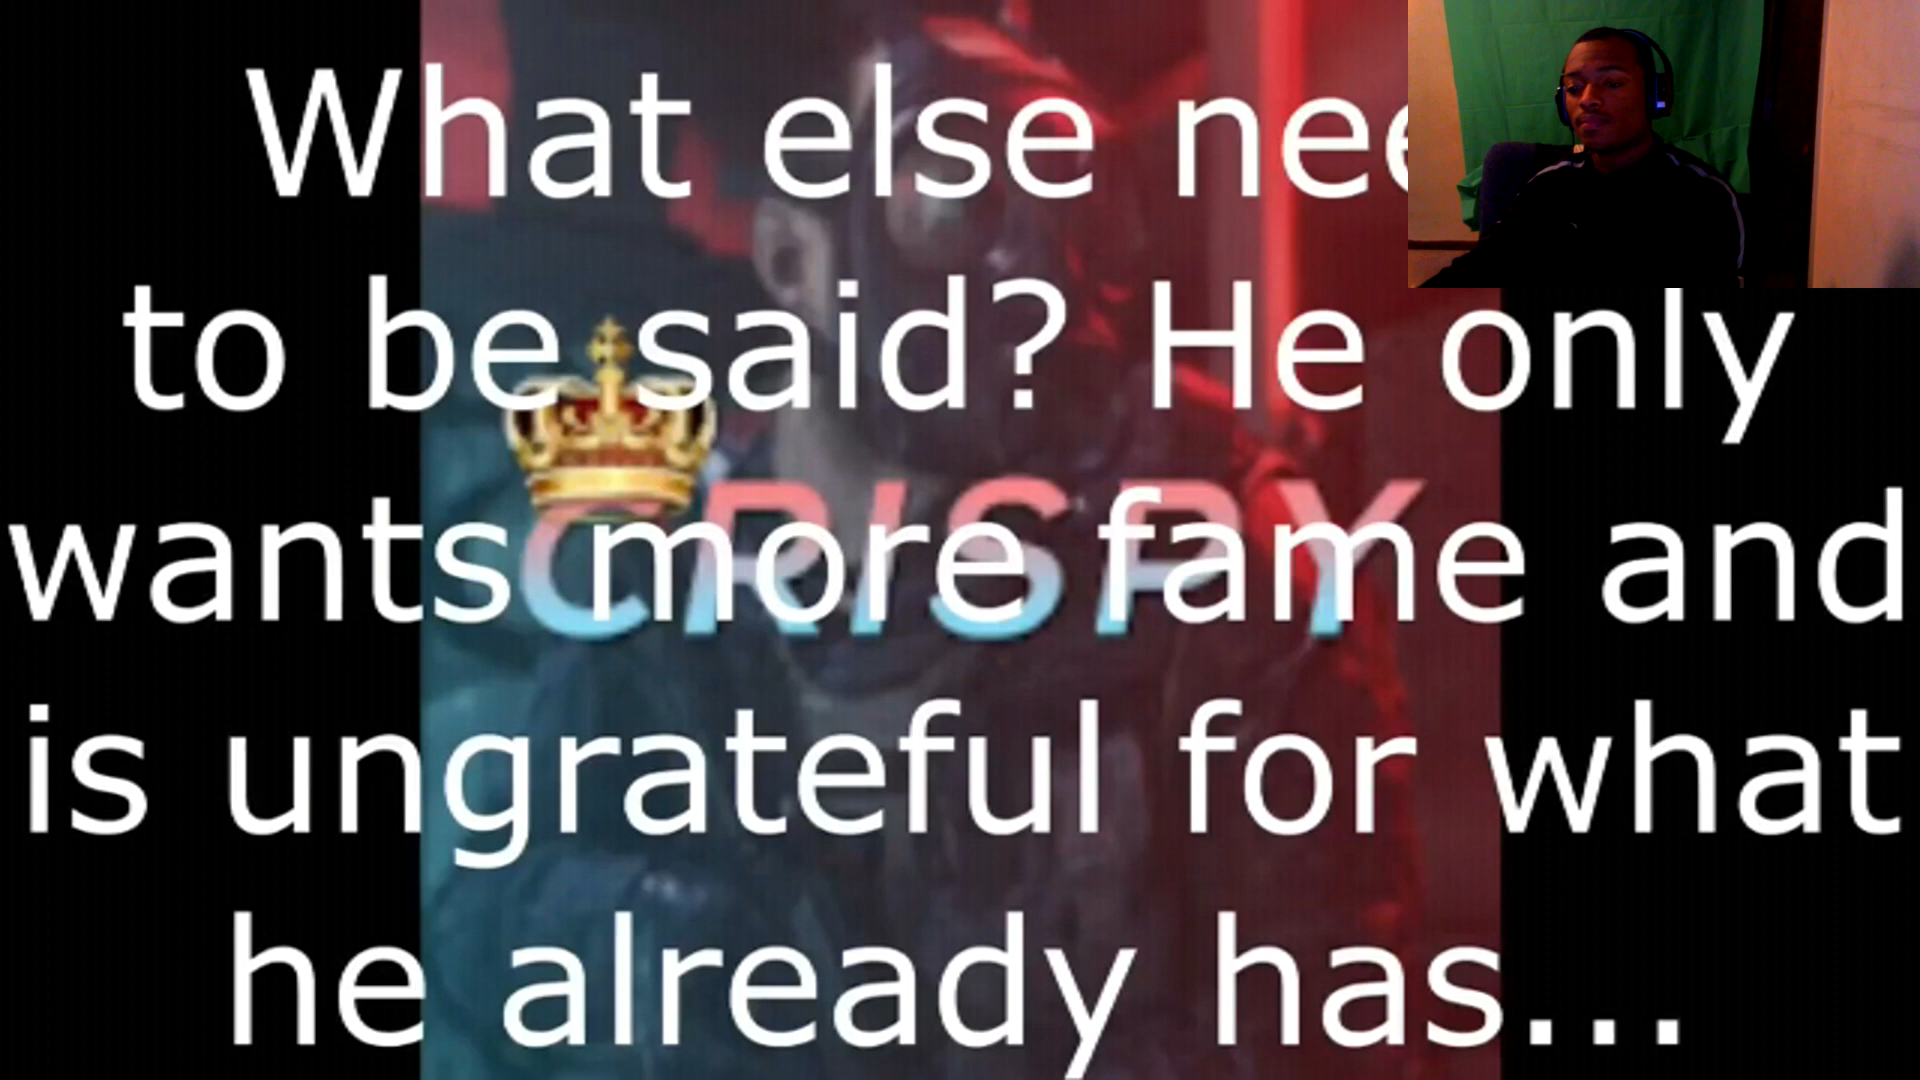 What else nee
to be said? He only
wants more fame and
CRISPY
is ungrateful for what
he already has...